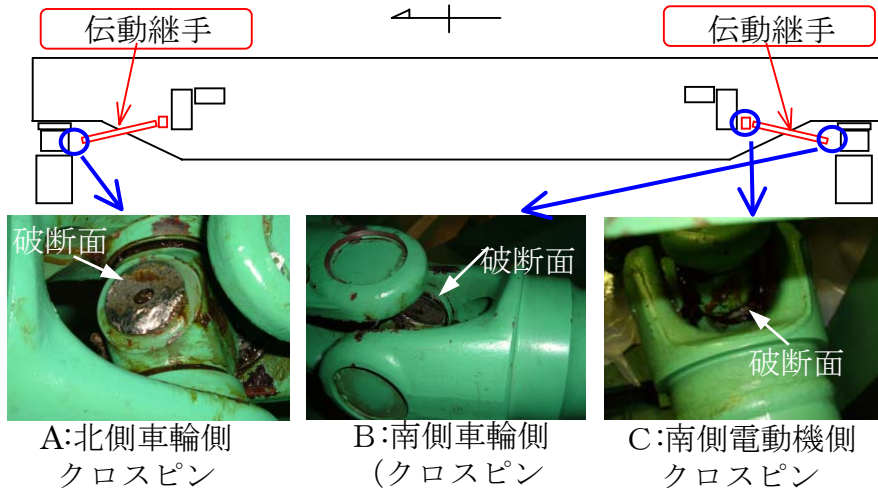 伝動継手
伝動継手
破断面
破断面
破断面
A:北側車輪側
クロスピン
B:南側車輪側
(クロスピン
C:南側電動機側
クロスピン